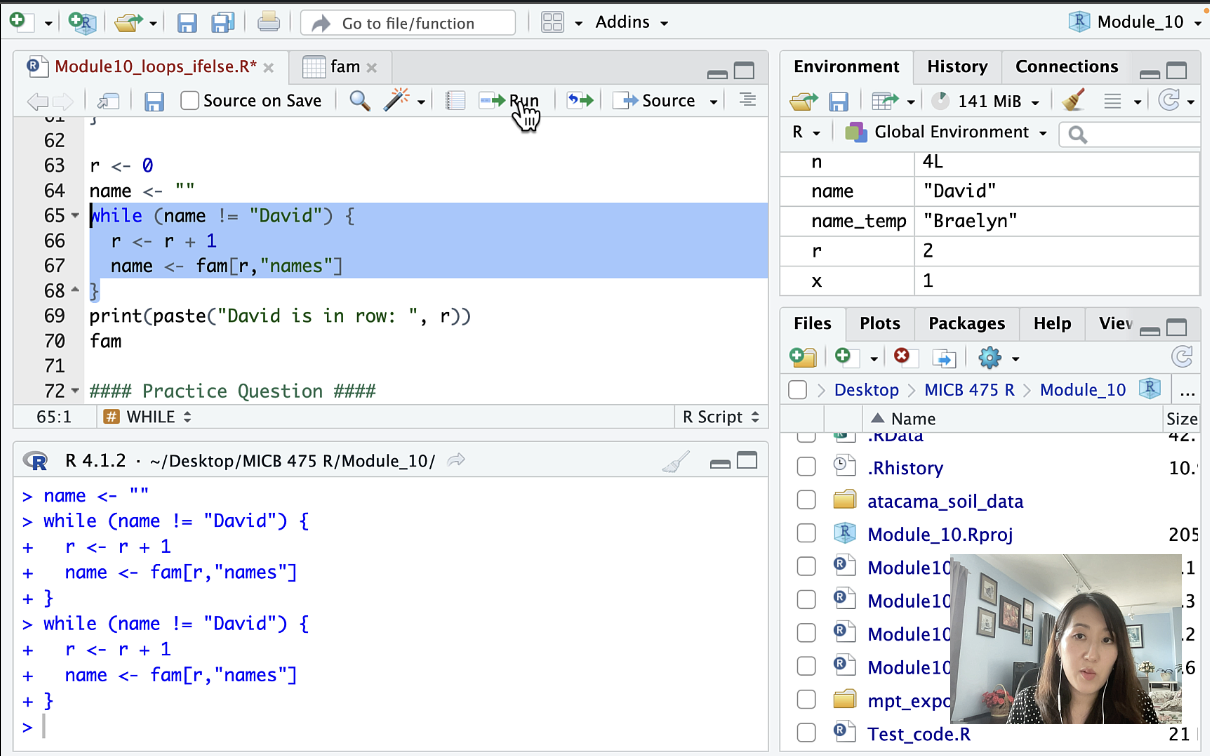 Go to file/function
Addins
Module_10
Module10_loops_ifelse.R*
fam
Source on Save
Run
Source
61 }
62
63 r <- 0
64 name <- ""
65 while (name != "David") {
66 r <- r + 1
67 name <- fam[r,"names"]
68 }
69 print(paste("David is in row: ", r))
70 fam
71
72 #### Practice Question ####
65:1
# WHILE
R Script
R 4.1.2 · ~/Desktop/MICB 475 R/Module_10/
> name <- ""
> while (name != "David") {
+ r <- r + 1
+ name <- fam[r,"names"]
+ }
> while (name != "David") {
+ r <- r + 1
+ name <- fam[r,"names"]
+ }
>
Environment History Connections
141 MiB
R
Global Environment
n 4L
name "David"
name_temp "Braelyn"
r 2
x 1
Files Plots Packages Help View
Desktop > MICB 475 R > Module_10
...
Name Size
.RData 42.
.Rhistory 10.
atacama_soil_data
Module_10.Rproj 205
Module10 .1
Module10 .3
Module10 .2
Module10 .6
mpt_expo
Test_code.R 21